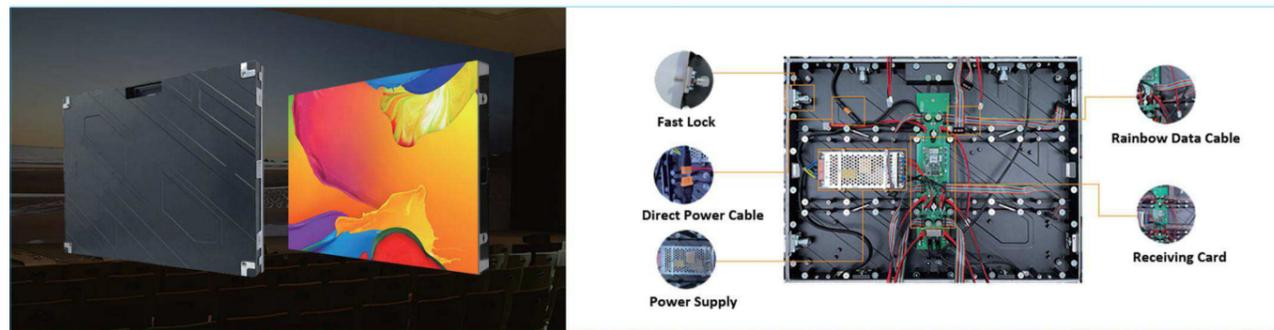 Fast Lock
Rainbow Data Cable
Direct Power Cable
Receiving Card
Power Supply